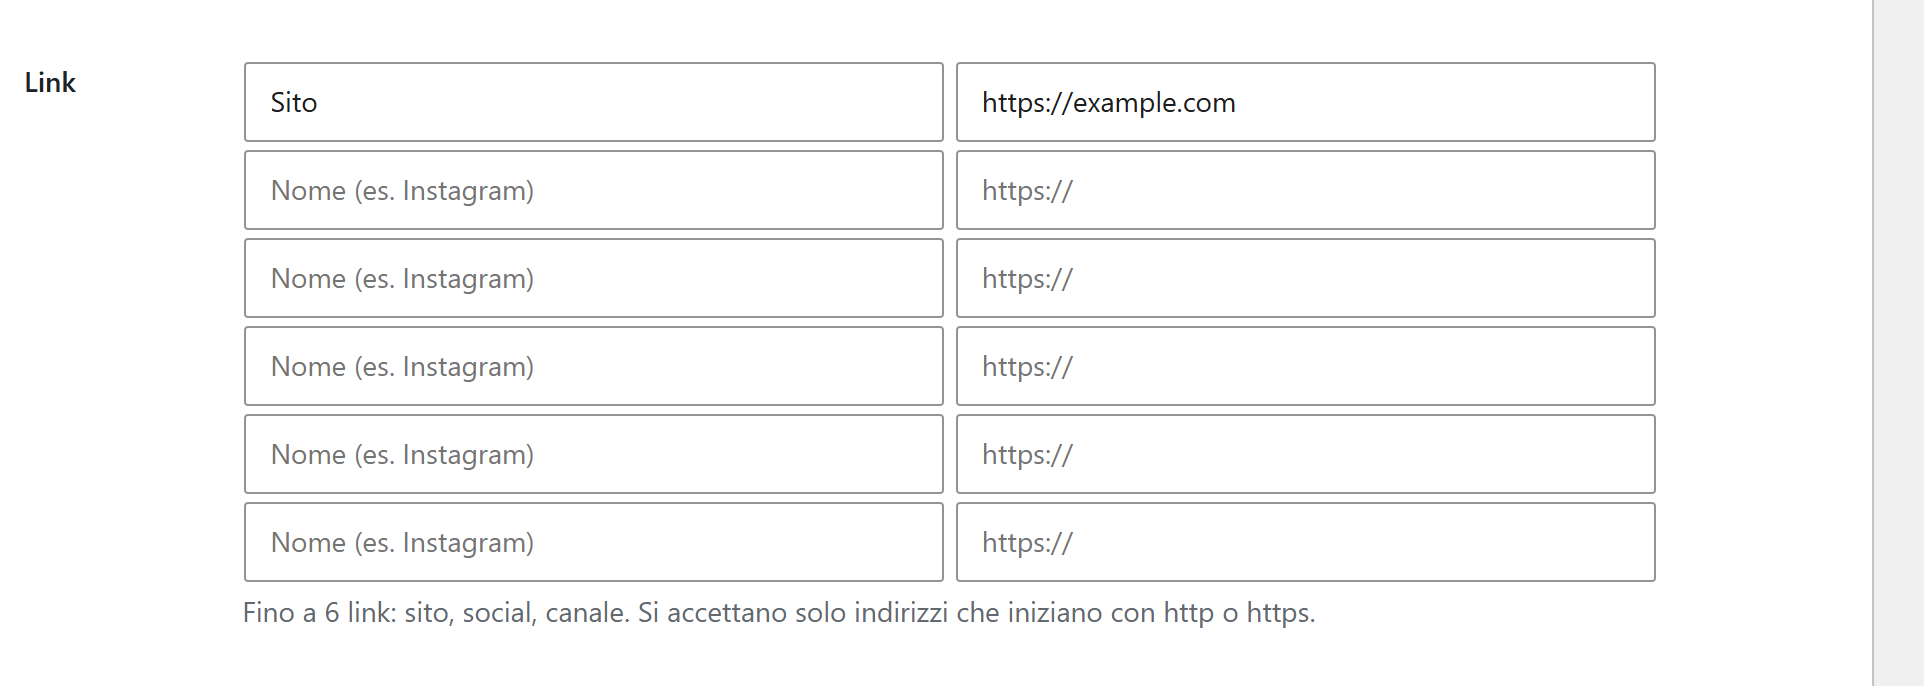 Link
Sito https://example.com
Nome (es. Instagram) https://
Nome (es. Instagram) https://
Nome (es. Instagram) https://
Nome (es. Instagram) https://
Nome (es. Instagram) https://
Fino a 6 link: sito, social, canale. Si accettano solo indirizzi che iniziano con http o https.